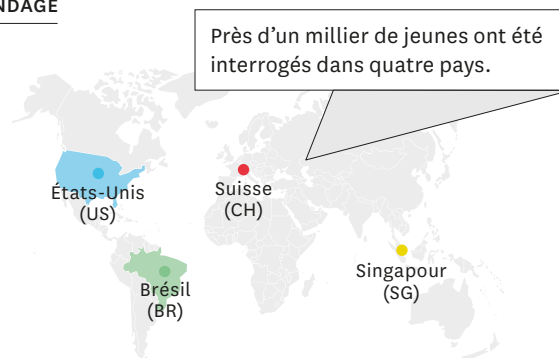 NDAGE
Près d'un millier de jeunes ont été
interrogés dans quatre pays.
États-Unis
(US)
Suisse
(CH)
Singapour
(SG)
Brésil
(BR)